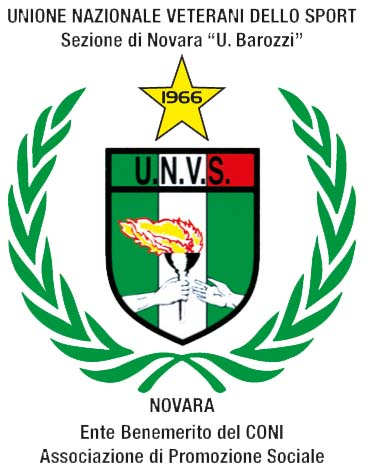 UNIONE NAZIONALE VETERANI DELLO SPORT
Sezione di Novara “U. Barozzi”
1966
U.N.V.S.
NOVARA
Ente Benemerito del CONI
Associazione di Promozione Sociale